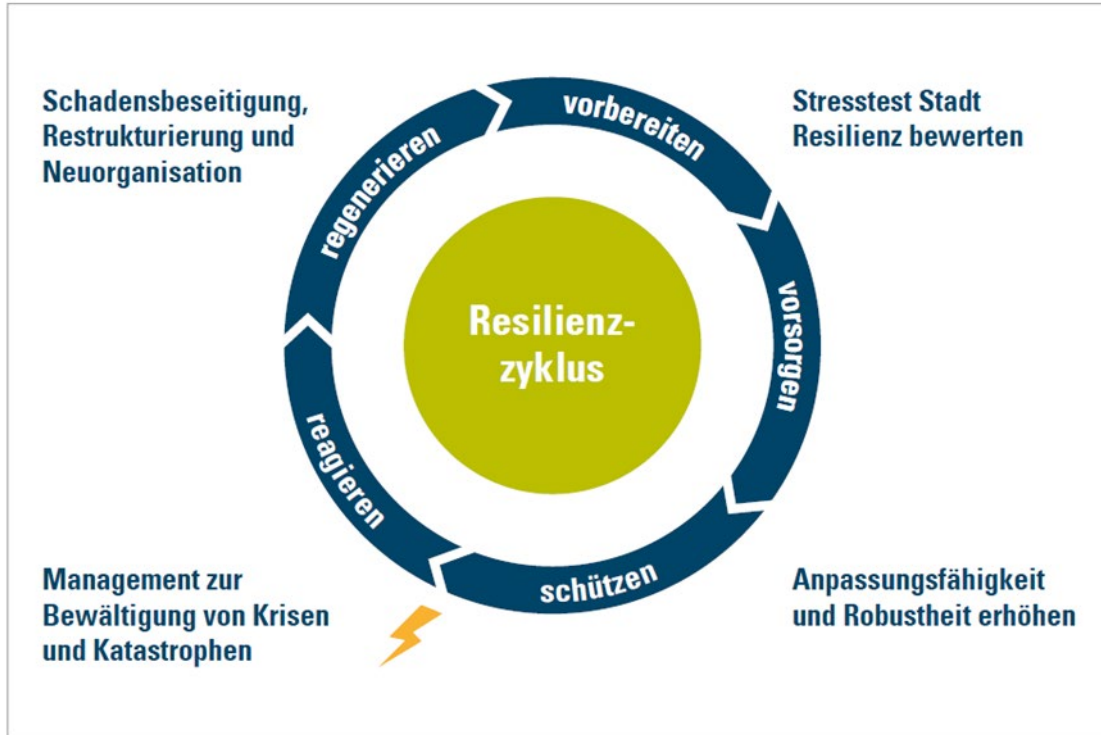 Schadensbeseitigung,
Restrukturierung und
Neuorganisation
Stresstest Stadt
Resilienz bewerten
regenerieren
vorbereiten
vorsorgen
Resilienz-
zyklus
reagieren
schützen
Management zur
Bewältigung von Krisen
und Katastrophen
Anpassungsfähigkeit
und Robustheit erhöhen